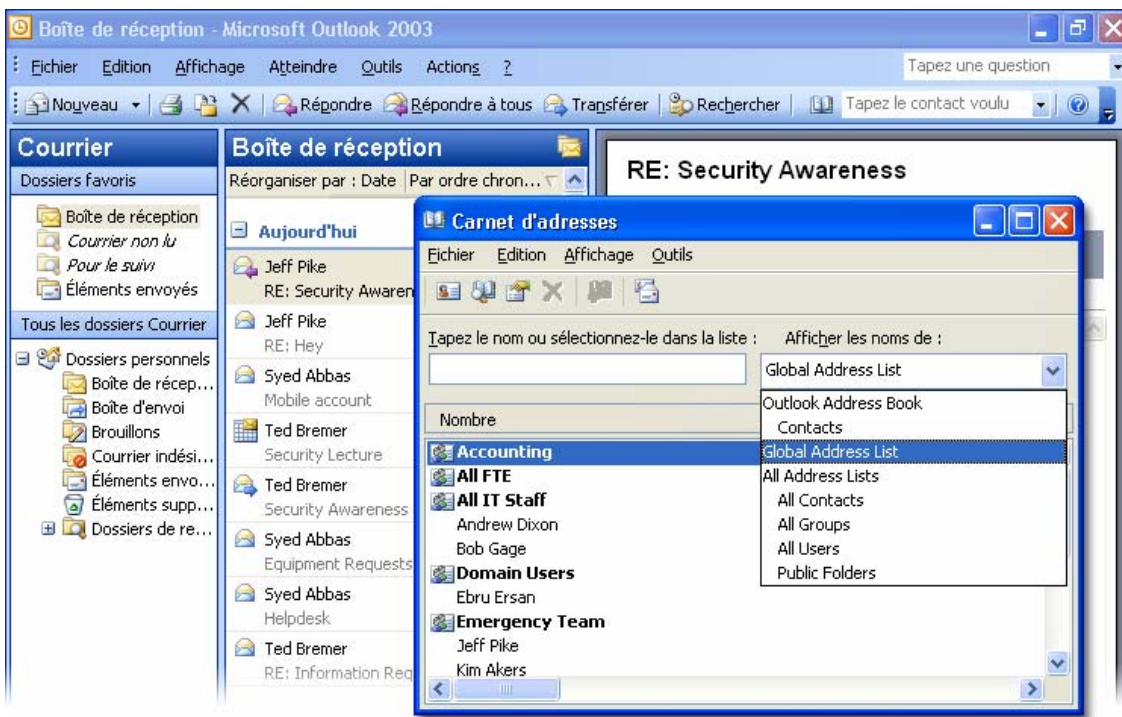 Boîte de réception - Microsoft Outlook 2003
Fichier Edition Affichage Atteindre Outils Actions ? Tapez une question
Nouveau Répondre Répondre à tous Transférer Rechercher Tapez le contact voulu
Courrier
Dossiers favoris
Boîte de réception
Courrier non lu
Pour le suivi
Éléments envoyés
Tous les dossiers Courrier
Dossiers personnels
Boîte de récep...
Boîte d'envoi
Brouillons
Courrier indési...
Éléments envo...
Éléments supp...
Dossiers de re...
Boîte de réception
Réorganiser par : Date Par ordre chron...
Aujourd'hui
Jeff Pike
RE: Security Awaren
Jeff Pike
RE: Hey
Syed Abbas
Mobile account
Ted Bremer
Security Lecture
Ted Bremer
Security Awareness
Syed Abbas
Equipment Requests
Syed Abbas
Helpdesk
Ted Bremer
RE: Information Req
RE: Security Awareness
Carnet d'adresses
Fichier Edition Affichage Outils
Tapez le nom ou sélectionnez-le dans la liste : Afficher les noms de :
Global Address List
Nombre
Accounting
All FTE
All IT Staff
Andrew Dixon
Bob Gage
Domain Users
Ebru Ersan
Emergency Team
Jeff Pike
Kim Akers
Outlook Address Book
Contacts
Global Address List
All Address Lists
All Contacts
All Groups
All Users
Public Folders